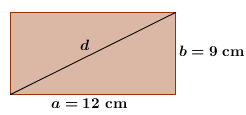 d
b = 9 cm
a = 12 cm